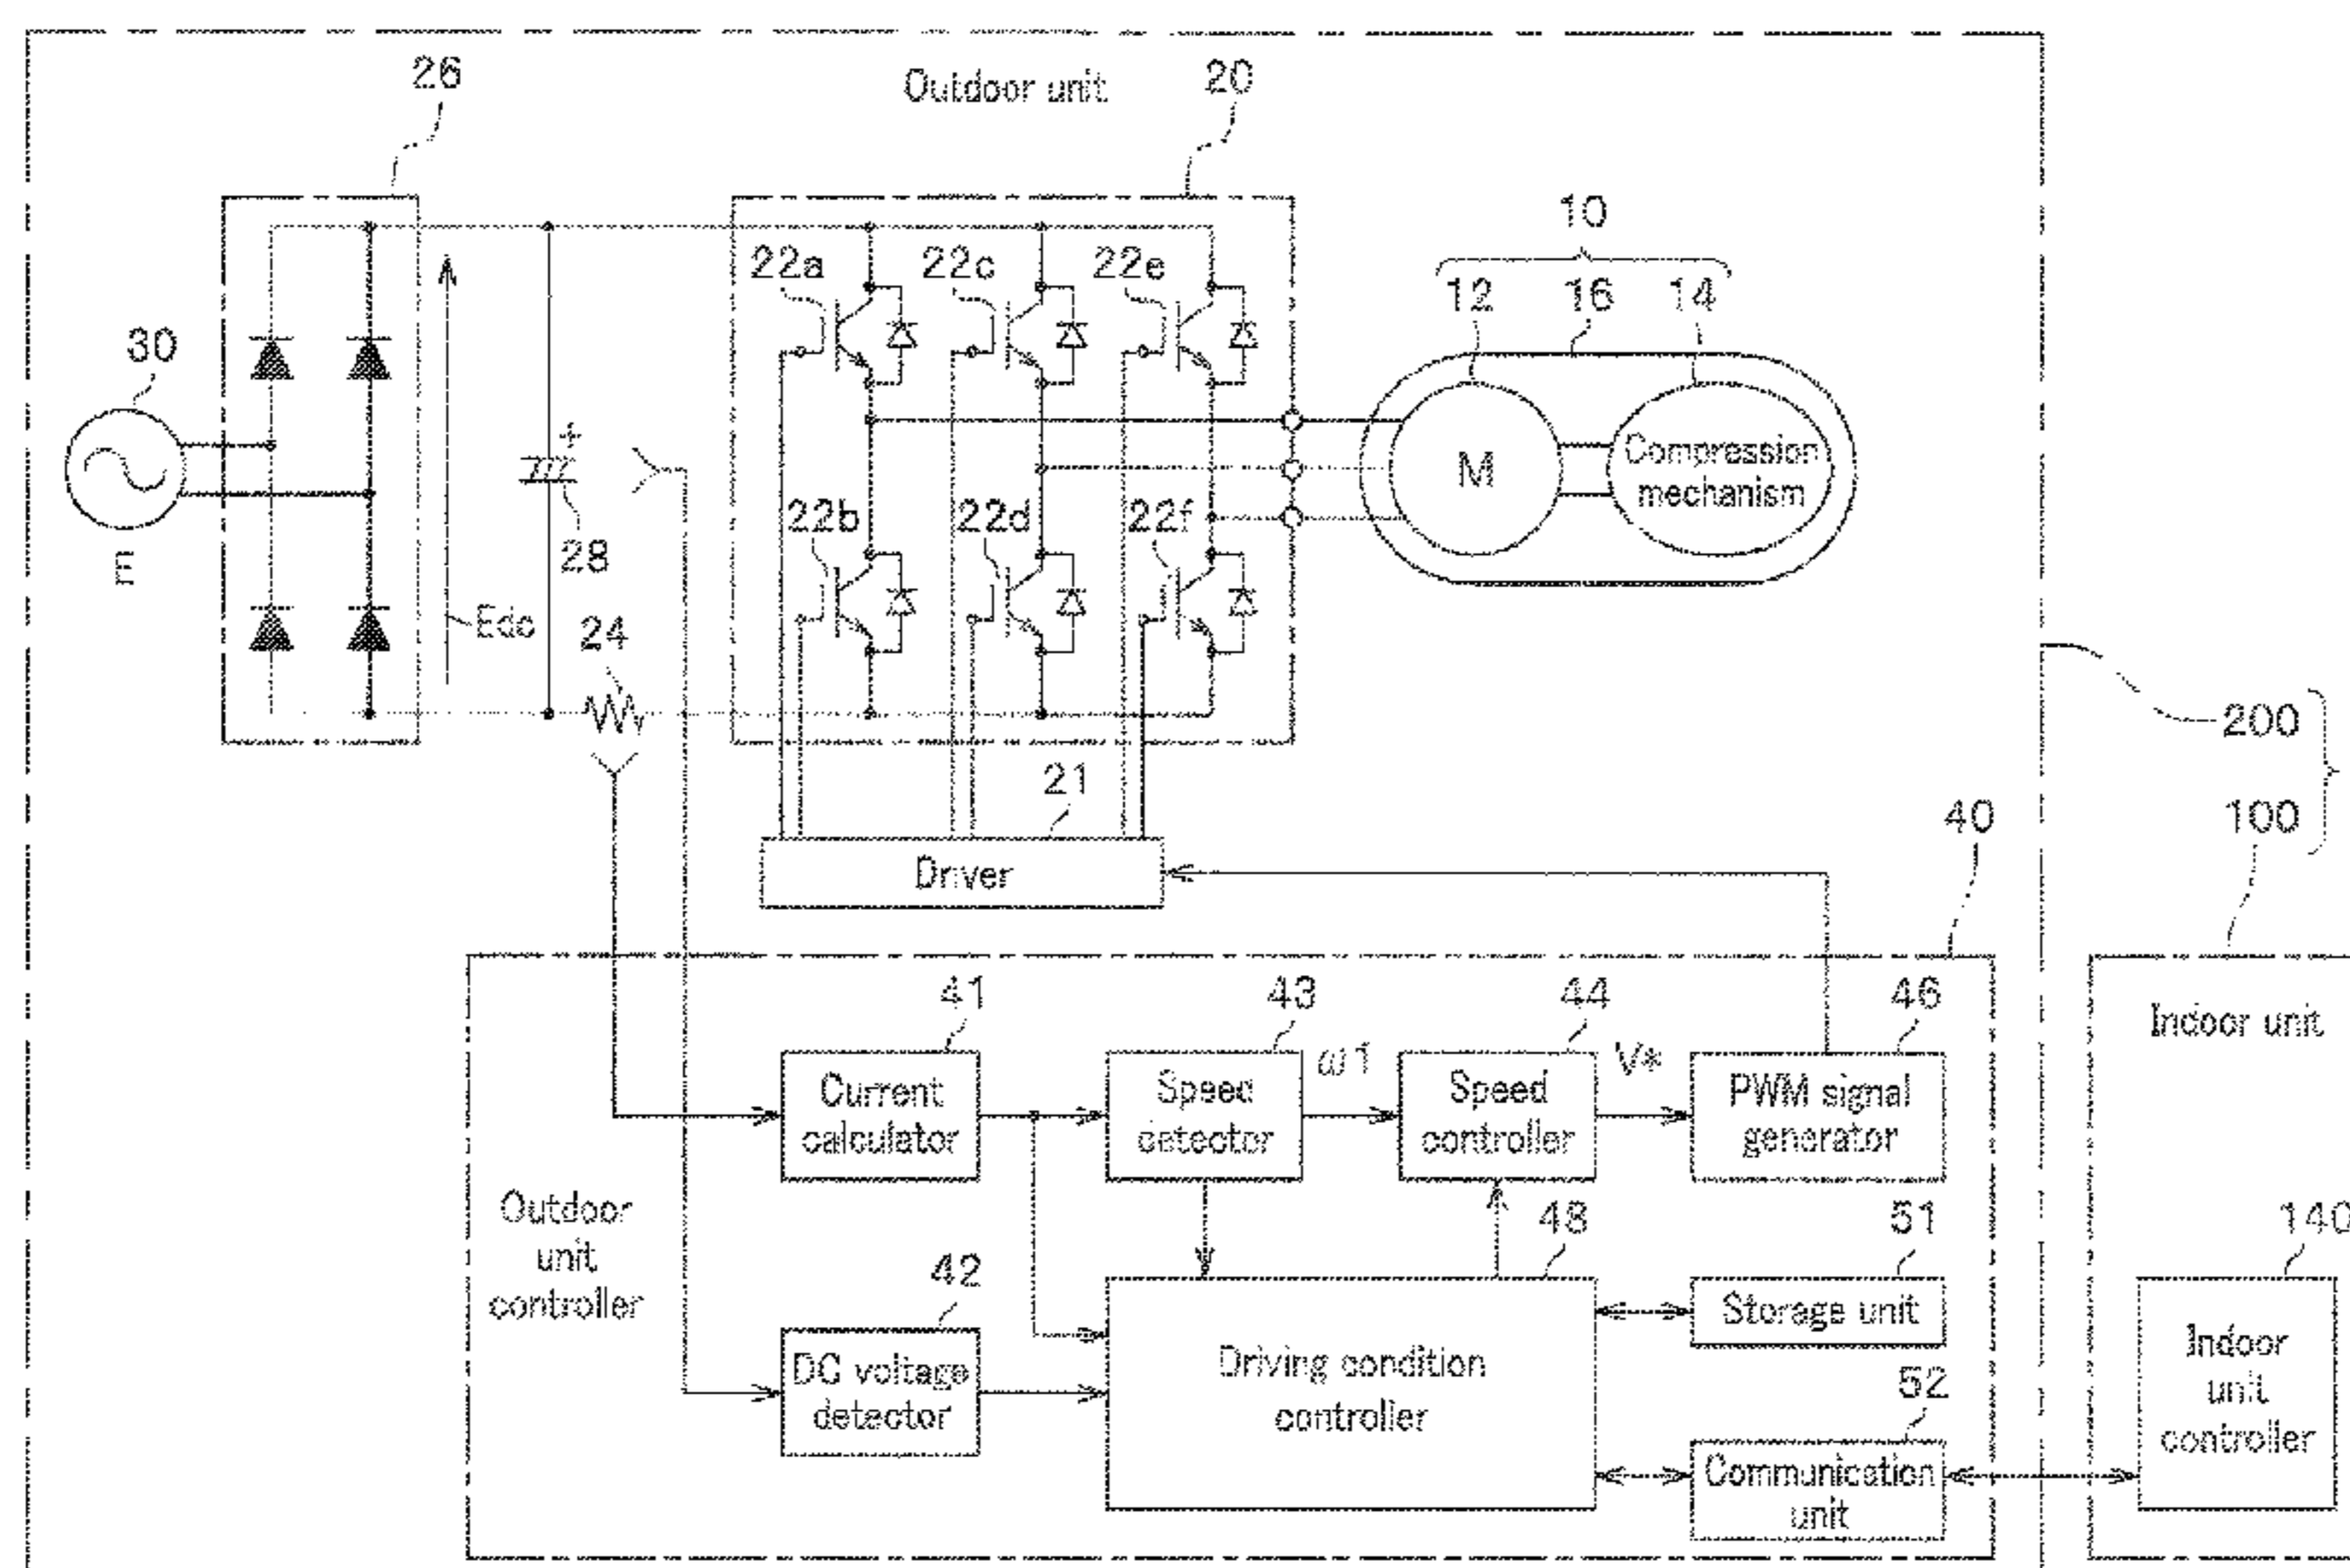 26
Outdoor unit
20
10
22a
22c
22e
12
16
14
30
+
M
Compression
mechanism
22b
22d
22f
28
E
Edc
24
200
21
100
40
Driver
41
43
44
46
Indoor unit
ω1
V*
Current
calculator
Speed
detector
Speed
controller
PWM signal
generator
Outdoor
unit
controller
48
51
140
42
Storage unit
DC voltage
detector
Driving condition
controller
52
Indoor
unit
controller
Communication
unit